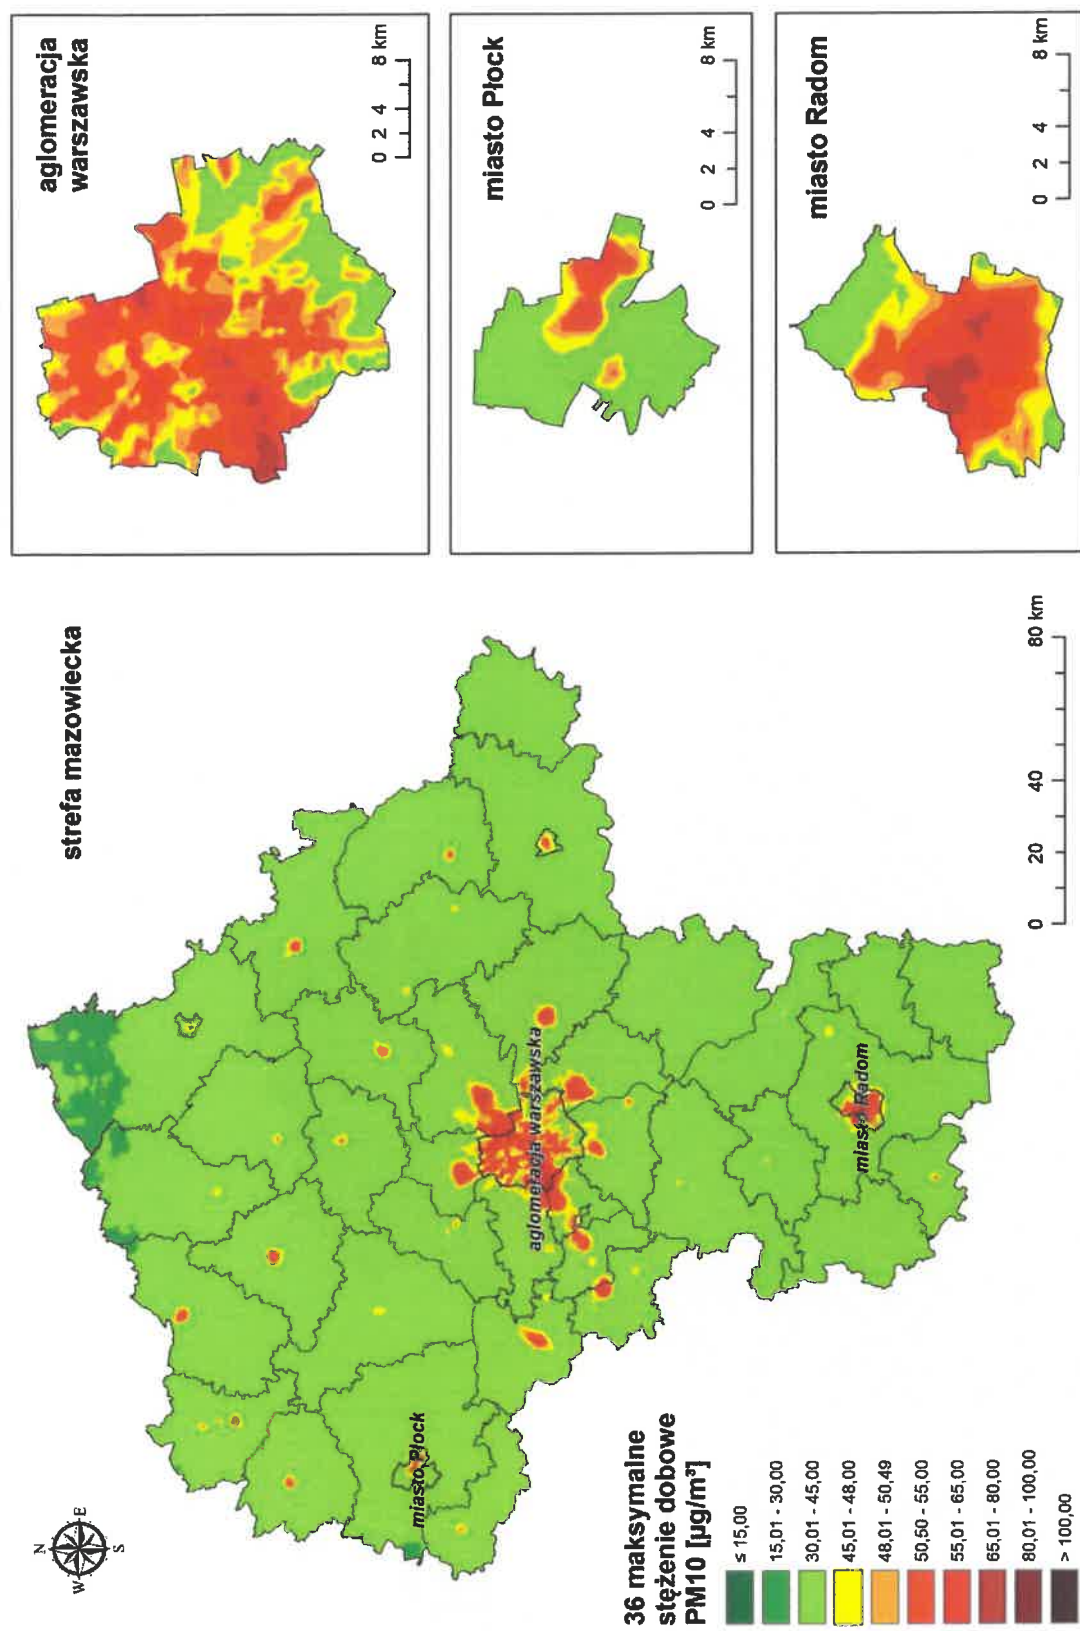 strefa mazowiecka
N
W
E
S
miasto Płock
aglomeracja warszawska
miasto Radom
36 maksymalne
stężenie dobowe
PM10 [µg/m³]
≤ 15,00
15,01 - 30,00
30,01 - 45,00
45,01 - 48,00
48,01 - 50,49
50,50 - 55,00
55,01 - 65,00
65,01 - 80,00
80,01 - 100,00
> 100,00
0 20 40 80 km
aglomeracja
warszawska
0 2 4 8 km
miasto Płock
0 2 4 8 km
miasto Radom
0 2 4 8 km